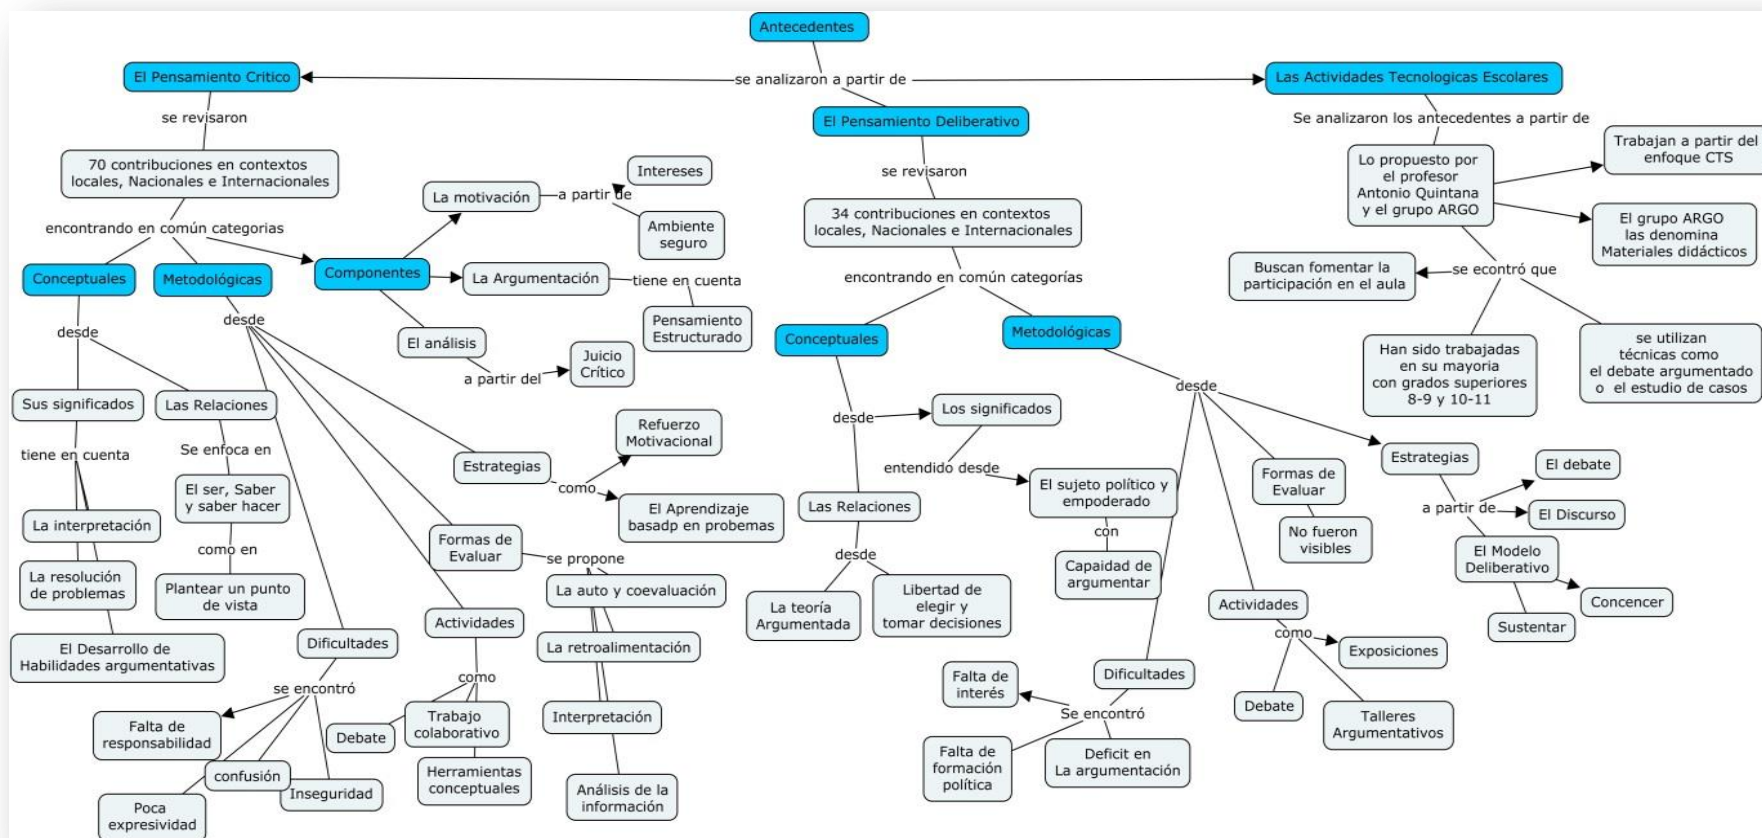 Antecedentes
se analizaron a partir de
El Pensamiento Critico
se revisaron
70 contribuciones en contextos
locales, Nacionales e Internacionales
encontrando en común categorias
Conceptuales
desde
Sus significados
tiene en cuenta
La interpretación
La resolución
de problemas
El Desarrollo de
Habilidades argumentativas
Las Relaciones
Se enfoca en
El ser, Saber
y saber hacer
como en
Plantear un punto
de vista
Metodológicas
desde
Dificultades
se encontró
Falta de
responsabilidad
confusión
Inseguridad
Poca
expresividad
Actividades
como
Debate
Trabajo
colaborativo
Herramientas
conceptuales
Formas de
Evaluar
se propone
La auto y coevaluación
La retroalimentación
Interpretación
Análisis de la
información
Estrategias
como
Refuerzo
Motivacional
El Aprendizaje
basadp en probemas
Componentes
La motivación
a partir de
Intereses
Ambiente
seguro
La Argumentación
tiene en cuenta
Pensamiento
Estructurado
El análisis
a partir del
Juicio
Crítico
El Pensamiento Deliberativo
se revisaron
34 contribuciones en contextos
locales, Nacionales e Internacionales
encontrando en común categorías
Conceptuales
desde
Los significados
entendido desde
El sujeto político y
empoderado
con
Capaidad de
argumentar
Las Relaciones
desde
La teoría
Argumentada
Libertad de
elegir y
tomar decisiones
Metodológicas
desde
Dificultades
Se encontró
Falta de
interés
Falta de
formación
política
Deficit en
La argumentación
Actividades
como
Exposiciones
Debate
Talleres
Argumentativos
Formas de
Evaluar
No fueron
visibles
Estrategias
a partir de
El debate
El Discurso
El Modelo
Deliberativo
Concencer
Sustentar
Las Actividades Tecnologicas Escolares
Se analizaron los antecedentes a partir de
Lo propuesto por
el profesor
Antonio Quintana
y el grupo ARGO
Trabajan a partir del
enfoque CTS
El grupo ARGO
las denomina
Materiales didácticos
se econtró que
Buscan fomentar la
participación en el aula
Han sido trabajadas
en su mayoria
con grados superiores
8-9 y 10-11
se utilizan
técnicas como
el debate argumentado
o el estudio de casos